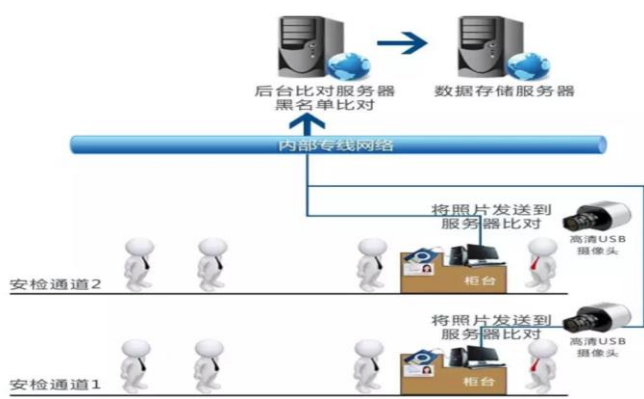 后台比对服务器
黑名单比对
数据存储服务器
内部专线网络
将照片发送到
服务器比对
高清USB
摄像头
安检通道2
柜台
将照片发送到
服务器比对
高清USB
摄像头
安检通道1
柜台